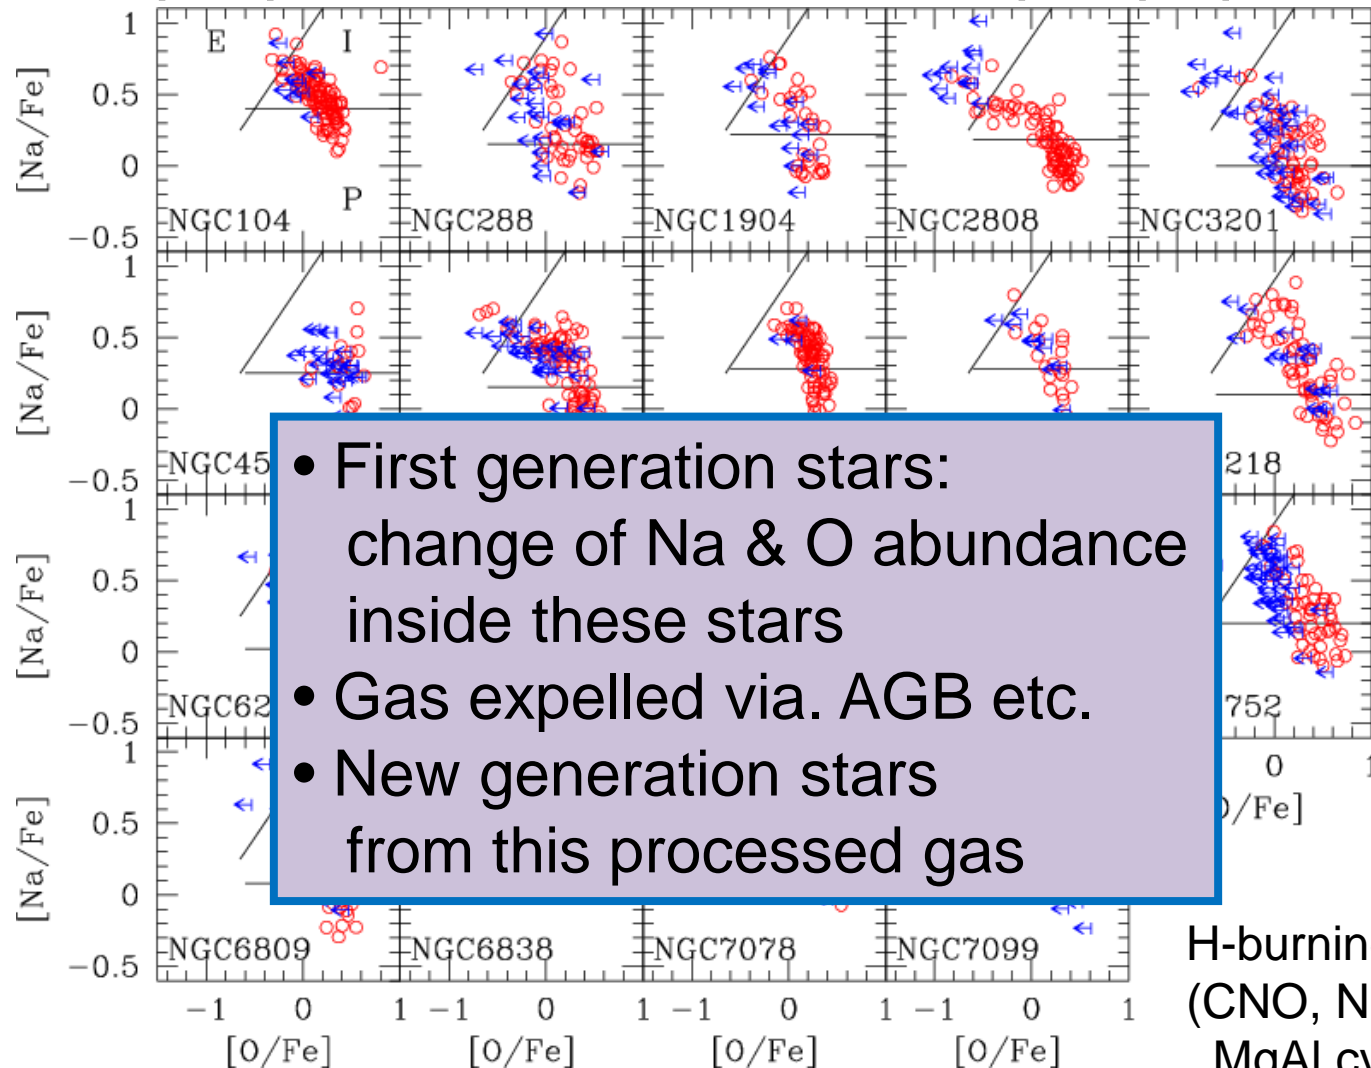 [Na/Fe] 1 0.5 0 −0.5
E I P
NGC104 NGC288 NGC1904 NGC2808 NGC3201
[Na/Fe] 1 0.5 0 −0.5
NGC45 218
[Na/Fe] 1 0.5 0 −0.5
NGC62 752
• First generation stars:
change of Na & O abundance
inside these stars
• Gas expelled via. AGB etc.
• New generation stars
from this processed gas
[Na/Fe] 1 0.5 0 −0.5
0 1
/Fe]
NGC6809 NGC6838 NGC7078 NGC7099
−1 0 1 −1 0 1 −1 0 1 −1 0 1
[O/Fe] [O/Fe] [O/Fe] [O/Fe]
H-burnin
(CNO, N
MgAl cy